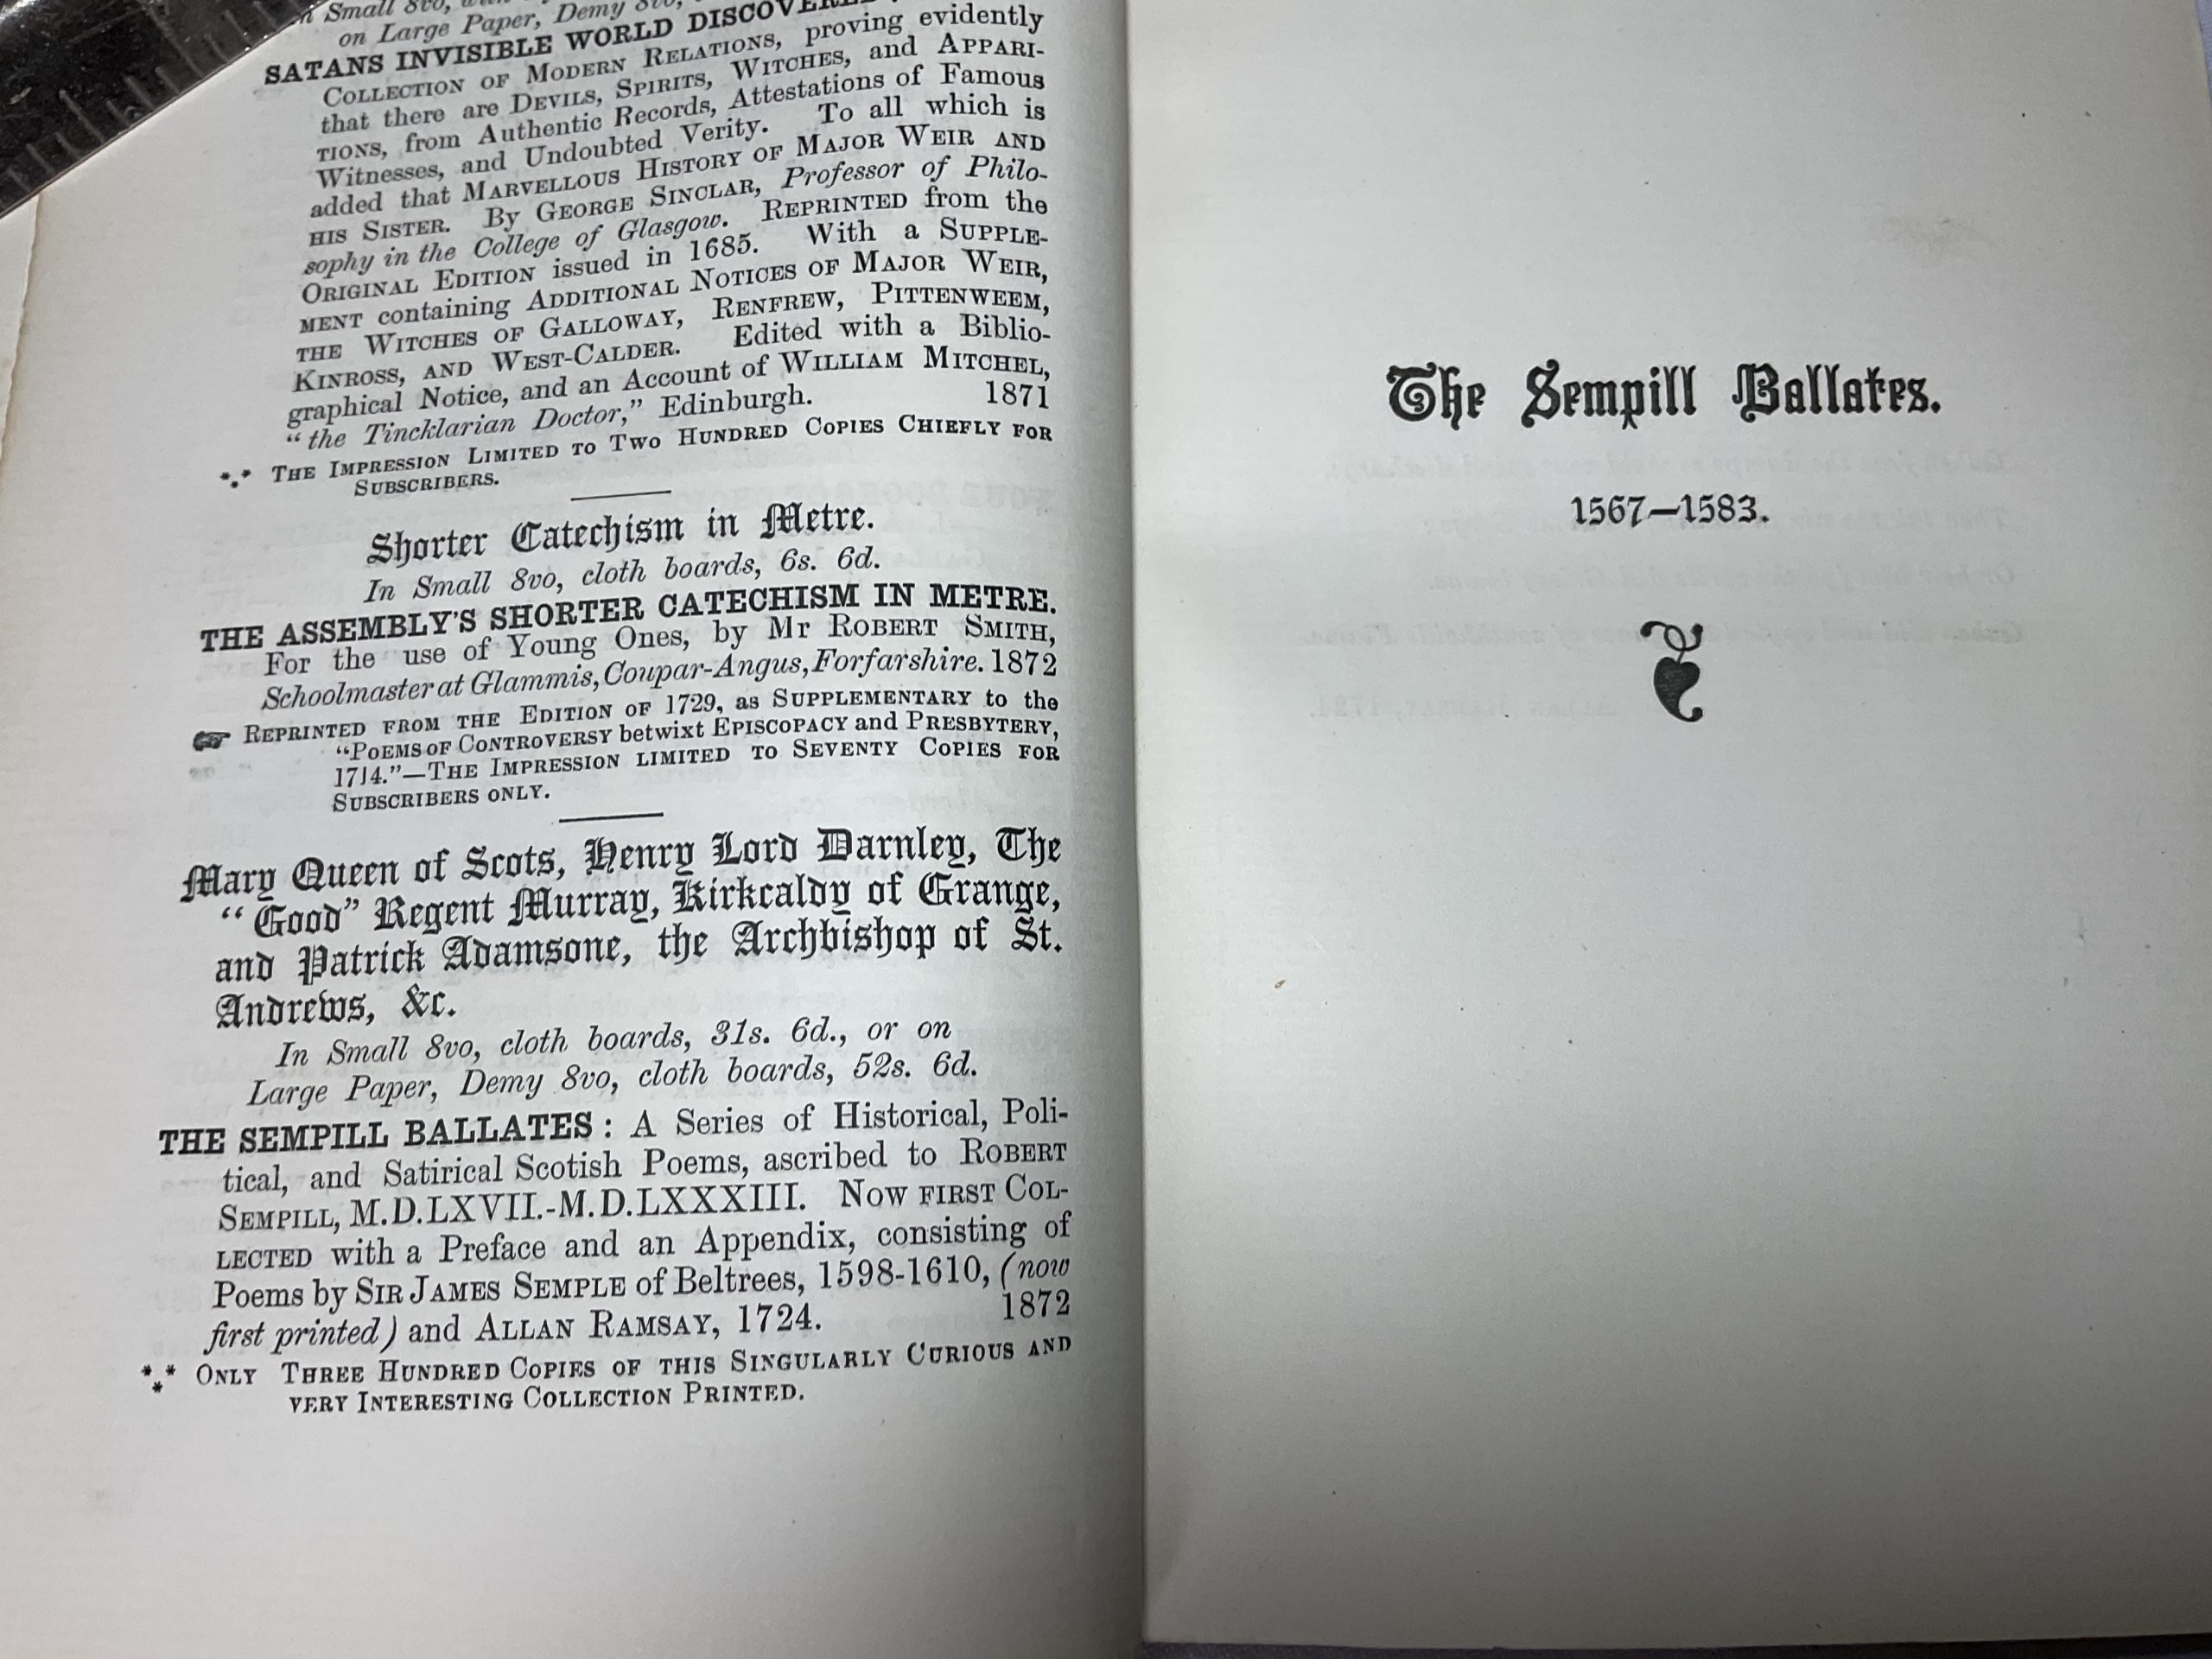 Small 8vo,
on Large Paper, Demy 8vo,
SATANS INVISIBLE WORLD DISCOVERED
COLLECTION OF MODERN RELATIONS, proving evidently
that there are DEVILS, SPIRITS, WITCHES, and APPARI-
TIONS, from Authentic Records, Attestations of Famous
Witnesses, and Undoubted Verity. To all which is
added that MARVELLOUS HISTORY OF MAJOR WEIR AND
HIS SISTER. By GEORGE SINCLAR, Professor of Philo-
sophy in the College of Glasgow. REPRINTED from the
ORIGINAL EDITION issued in 1685. With a SUPPLE-
MENT containing ADDITIONAL NOTICES OF MAJOR WEIR,
THE WITCHES OF GALLOWAY, RENFREW, PITTENWEEM,
KINROSS, AND WEST-CALDER. Edited with a Biblio-
graphical Notice, and an Account of WILLIAM MITCHEL,
"the Tincklarian Doctor," Edinburgh. 1871
*** THE IMPRESSION LIMITED TO TWO HUNDRED COPIES CHIEFLY FOR
SUBSCRIBERS.
Shorter Catechism in Metre.
In Small 8vo, cloth boards, 6s. 6d.
THE ASSEMBLY'S SHORTER CATECHISM IN METRE.
For the use of Young Ones, by Mr ROBERT SMITH,
Schoolmaster at Glammis, Coupar-Angus, Forfarshire. 1872
☞ REPRINTED FROM THE EDITION OF 1729, as SUPPLEMENTARY to the
"POEMS OF CONTROVERSY betwixt EPISCOPACY and PRESBYTERY,
1714."—THE IMPRESSION LIMITED TO SEVENTY COPIES FOR
SUBSCRIBERS ONLY.
Mary Queen of Scots, Henry Lord Darnley, The
"Good" Regent Murray, Kirkcaldy of Grange,
and Patrick Adamsone, the Archbishop of St.
Andrews, &c.
In Small 8vo, cloth boards, 31s. 6d., or on
Large Paper, Demy 8vo, cloth boards, 52s. 6d.
THE SEMPILL BALLATES: A Series of Historical, Poli-
tical, and Satirical Scotish Poems, ascribed to ROBERT
SEMPILL, M.D.LXVII.-M.D.LXXXIII. NOW FIRST COL-
LECTED with a Preface and an Appendix, consisting of
Poems by SIR JAMES SEMPLE of Beltrees, 1598-1610, (now
first printed) and ALLAN RAMSAY, 1724. 1872
*** ONLY THREE HUNDRED COPIES OF THIS SINGULARLY CURIOUS AND
VERY INTERESTING COLLECTION PRINTED.
The Sempill Ballates.
1567—1583.